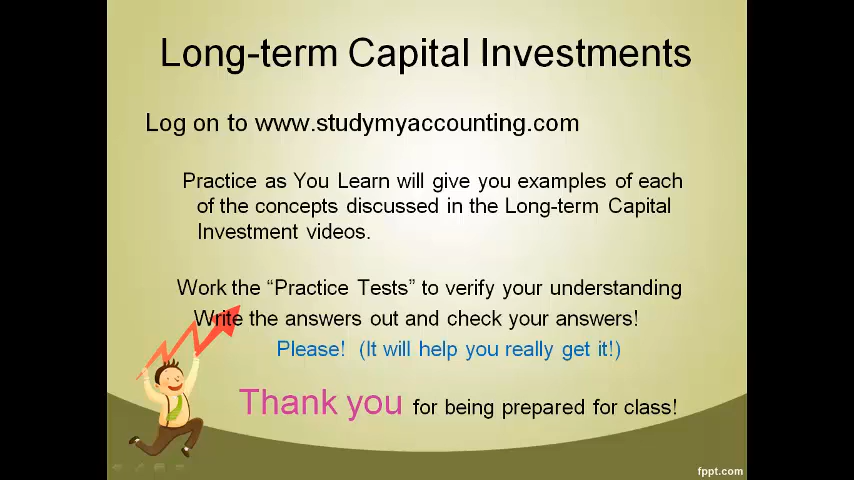 Long-term Capital Investments
Log on to www.studymyaccounting.com
Practice as You Learn will give you examples of each
of the concepts discussed in the Long-term Capital
Investment videos.
Work the “Practice Tests” to verify your understanding
Write the answers out and check your answers!
Please! (It will help you really get it!)
Thank you for being prepared for class!
fppt.com